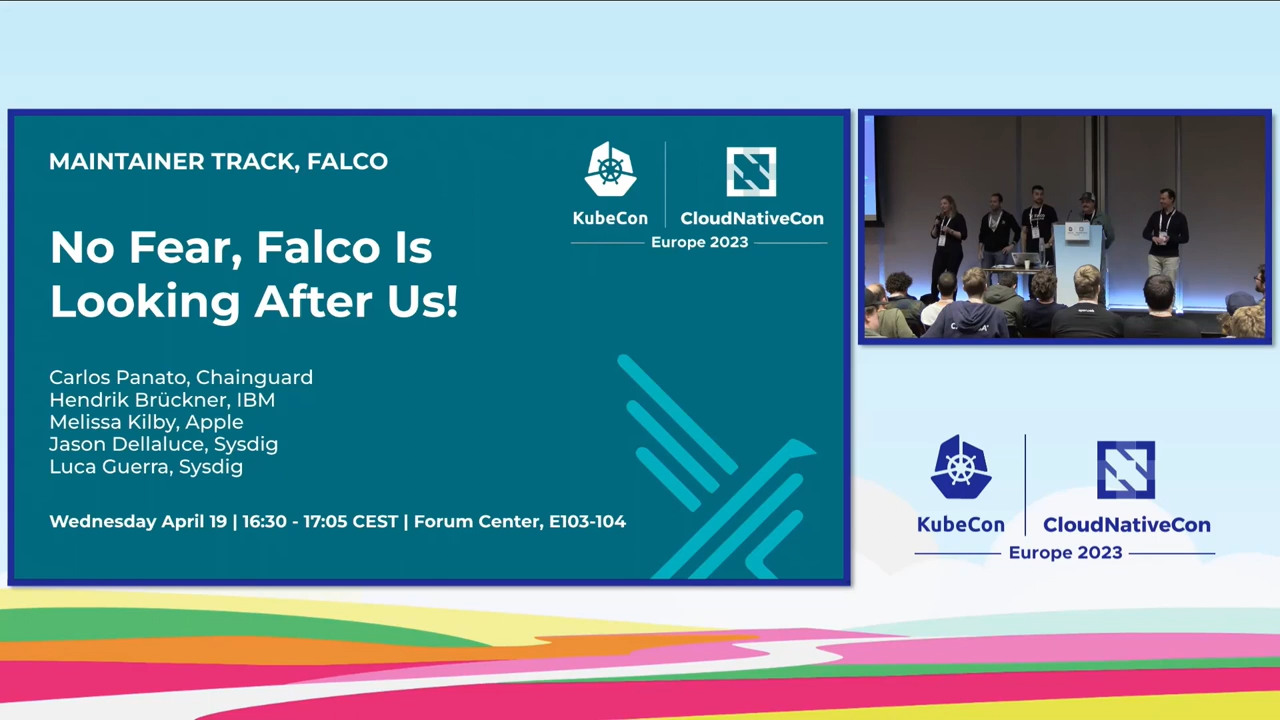 MAINTAINER TRACK, FALCO
KubeCon
CloudNativeCon
Europe 2023
No Fear, Falco Is
Looking After Us!
Carlos Panato, Chainguard
Hendrik Brückner, IBM
Melissa Kilby, Apple
Jason Dellaluce, Sysdig
Luca Guerra, Sysdig
Wednesday April 19 | 16:30 - 17:05 CEST | Forum Center, E103-104
KubeCon
CloudNativeCon
Europe 2023